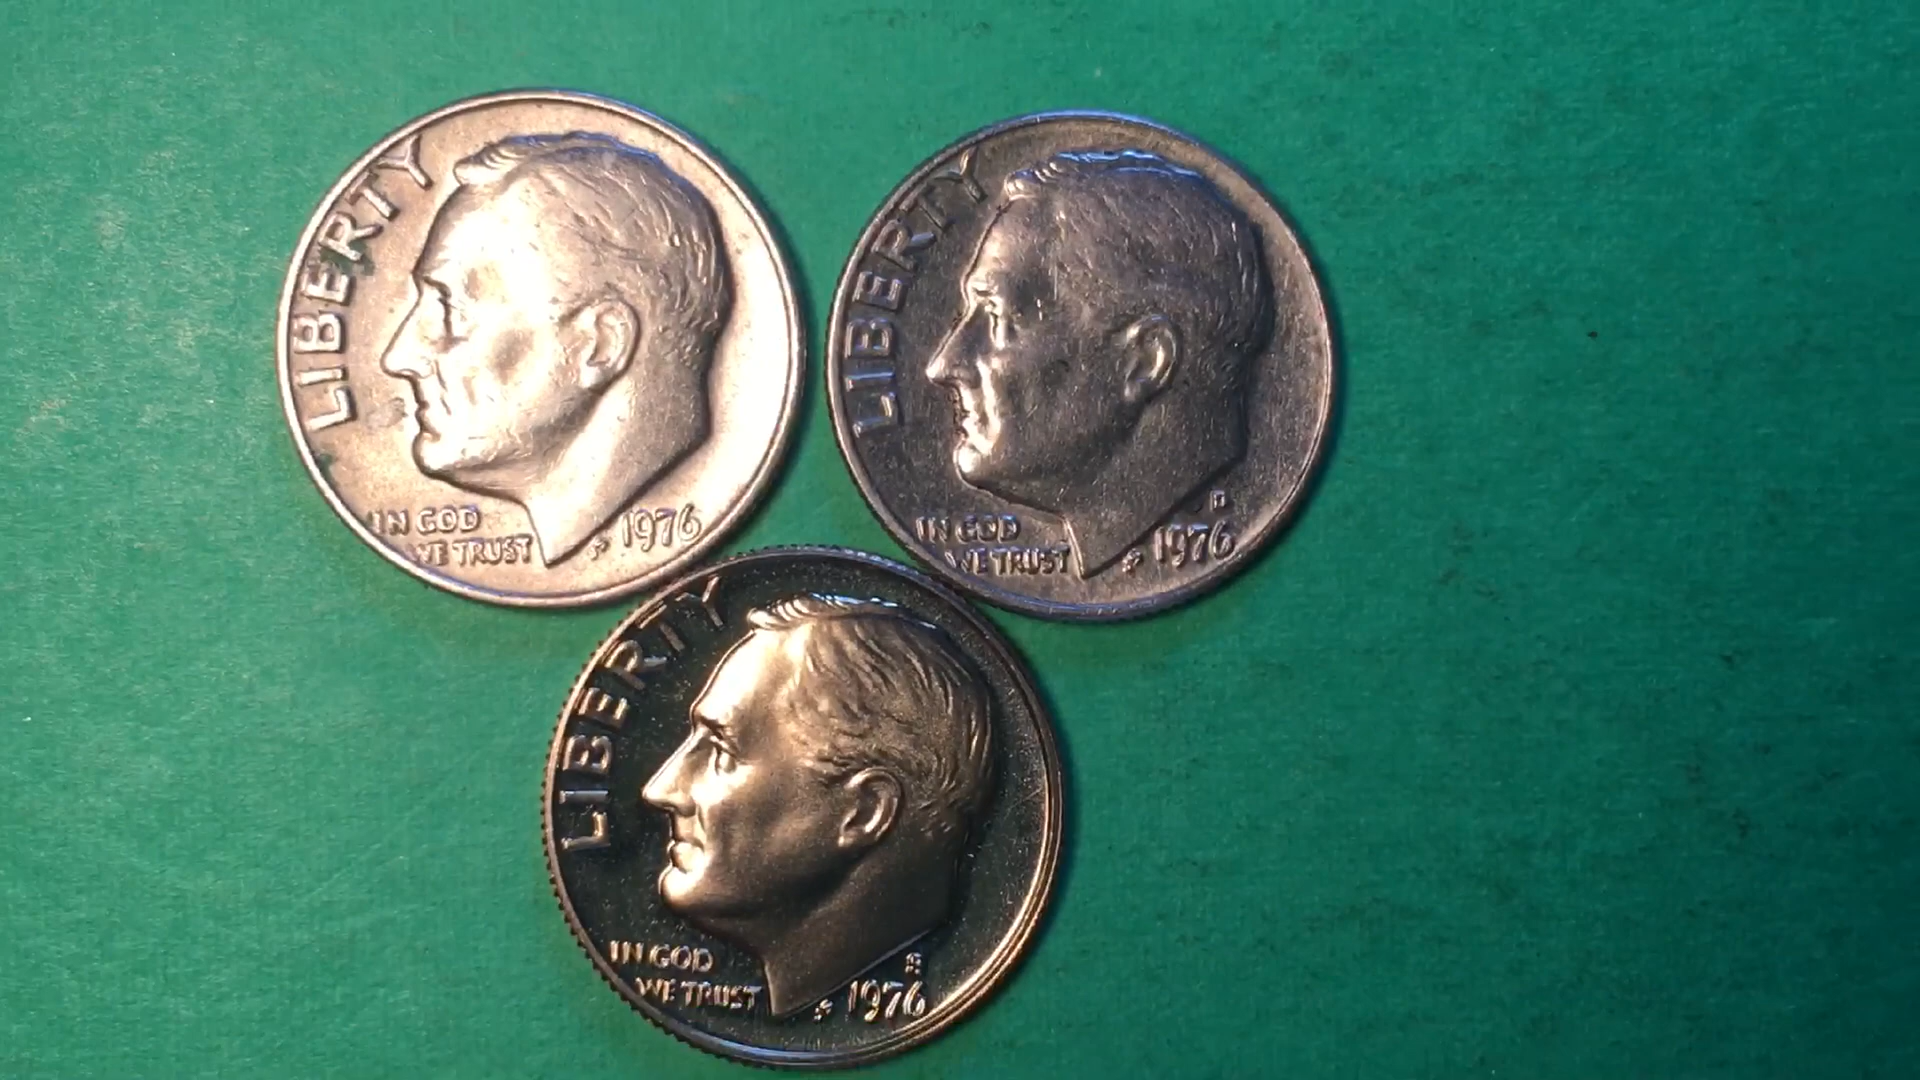 LIBERTY
IN GOD
WE TRUST
1976
LIBERTY
IN GOD
WE TRUST
D
1976
LIBERTY
IN GOD
WE TRUST
S
1976